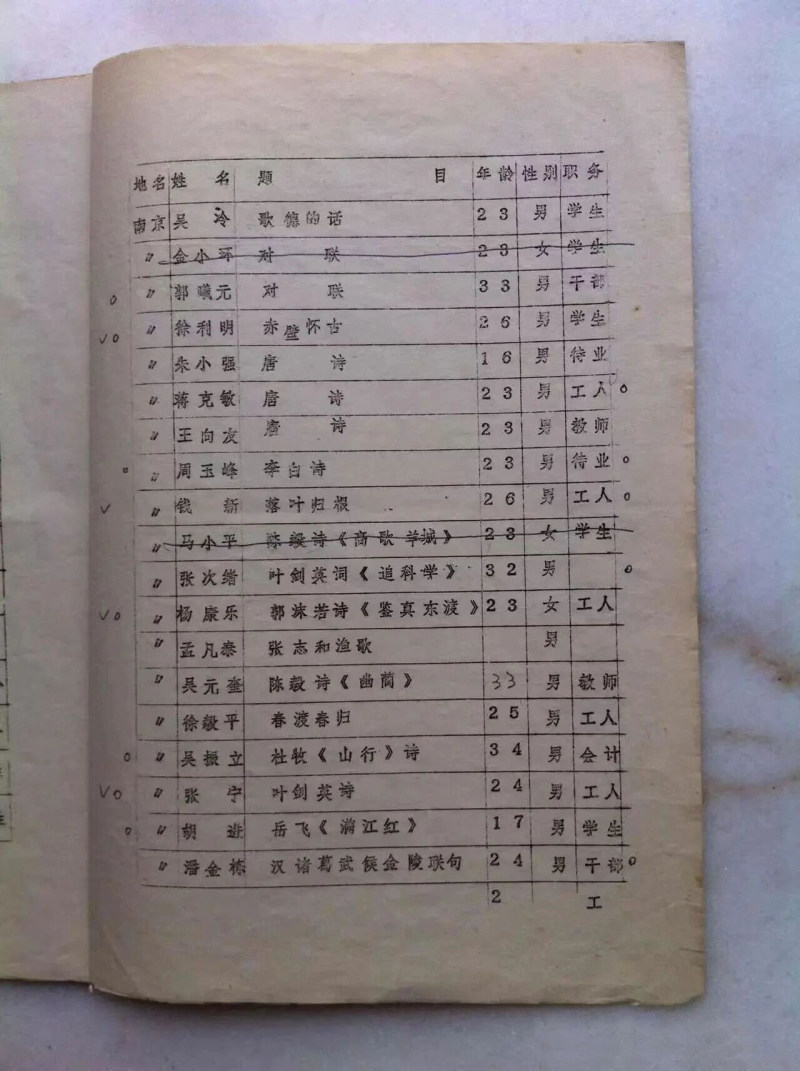 地名 姓 名 题 目 年龄 性别 职务
南京 吴 冷 歌德的话 23 男 学生
〃 金小环 对 联 23 女 学生
〃 郭曦元 对 联 33 男 干部
〃 徐利明 赤壁怀古 26 男 学生
〃 朱小强 唐 诗 16 男 待业
〃 蒋克敏 唐 诗 23 男 工人
〃 王向友 唐 诗 23 男 教师
〃 周玉峰 李白诗 23 男 待业
〃 钱 新 落叶归根 26 男 工人
〃 马小平 陈毅诗《商歌羊城》 23 女 学生
〃 张次绪 叶剑英词《追科学》 32 男
〃 杨康乐 郭沫若诗《鉴真东渡》 23 女 工人
〃 孟凡泰 张志和渔歌 男
〃 吴元奎 陈毅诗《幽兰》 33 男 教师
〃 徐毅平 春渡春归 25 男 工人
〃 吴振立 杜牧《山行》诗 34 男 会计
〃 张 宁 叶剑英诗 24 男 工人
〃 胡 进 岳飞《满江红》 17 男 学生
〃 潘金栋 汉诸葛武侯金陵联句 24 男 干部
2 工